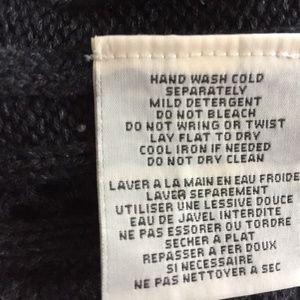 HAND WASH COLD
SEPARATELY
MILD DETERGENT
DO NOT BLEACH
DO NOT WRING OR TWIST
LAY FLAT TO DRY
COOL IRON IF NEEDED
DO NOT DRY CLEAN
LAVER A LA MAIN EN EAU FROIDE
LAVER SEPAREMENT
UTILISER UNE LESSIVE DOUCE
EAU DE JAVEL INTERDITE
NE PAS ESSORER OU TORDRE
SECHER A PLAT
REPASSER A FER DOUX
SI NECESSAIRE
NE PAS NETTOYER A SEC